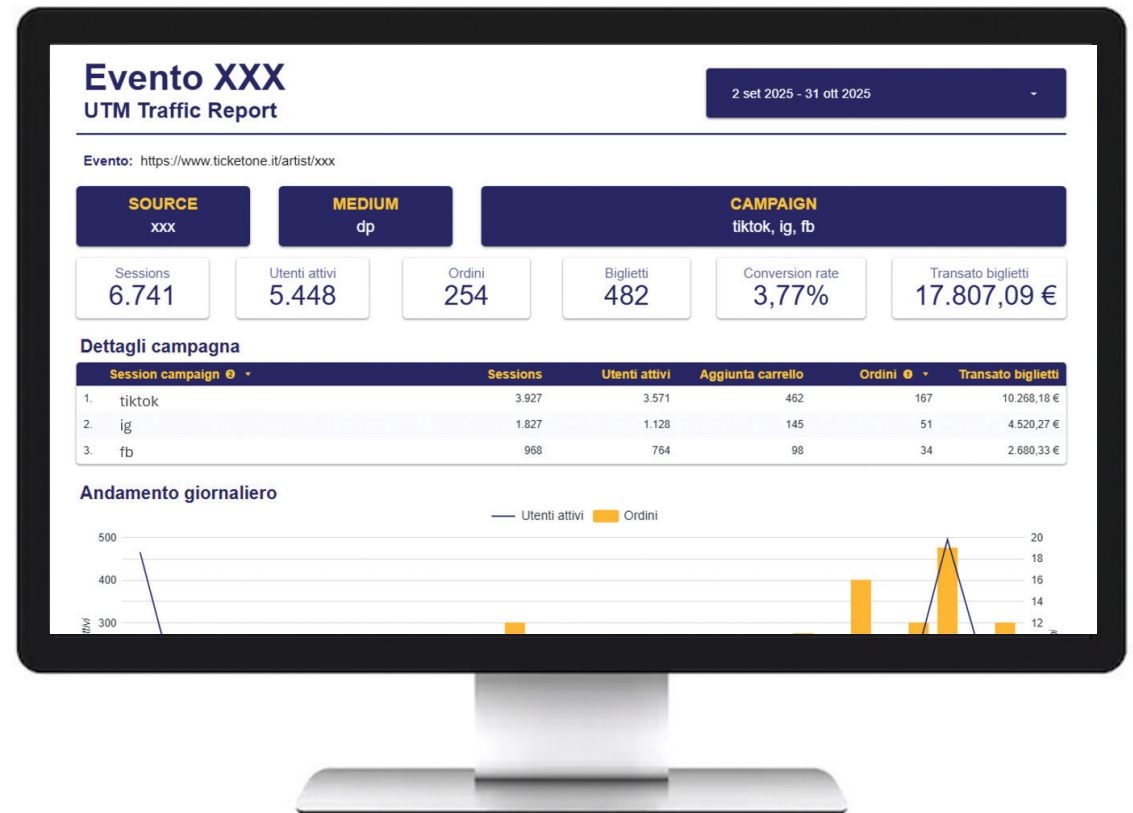 Evento XXX
UTM Traffic Report
2 set 2025 - 31 ott 2025
Evento: https://www.ticketone.it/artist/xxx
SOURCE
xxx
MEDIUM
dp
CAMPAIGN
tiktok, ig, fb
Sessions
6.741
Utenti attivi
5.448
Ordini
254
Biglietti
482
Conversion rate
3,77%
Transato biglietti
17.807,09 €
Dettagli campagna
Session campaign 2 Sessions Utenti attivi Aggiunta carrello Ordini 1 Transato biglietti
1. tiktok 3.927 3.571 462 167 10.268,18 €
2. ig 1.827 1.128 145 51 4.520,27 €
3. fb 968 764 98 34 2.680,33 €
Andamento giornaliero
Utenti attivi Ordini
500 20
18
400 16
14
300 12